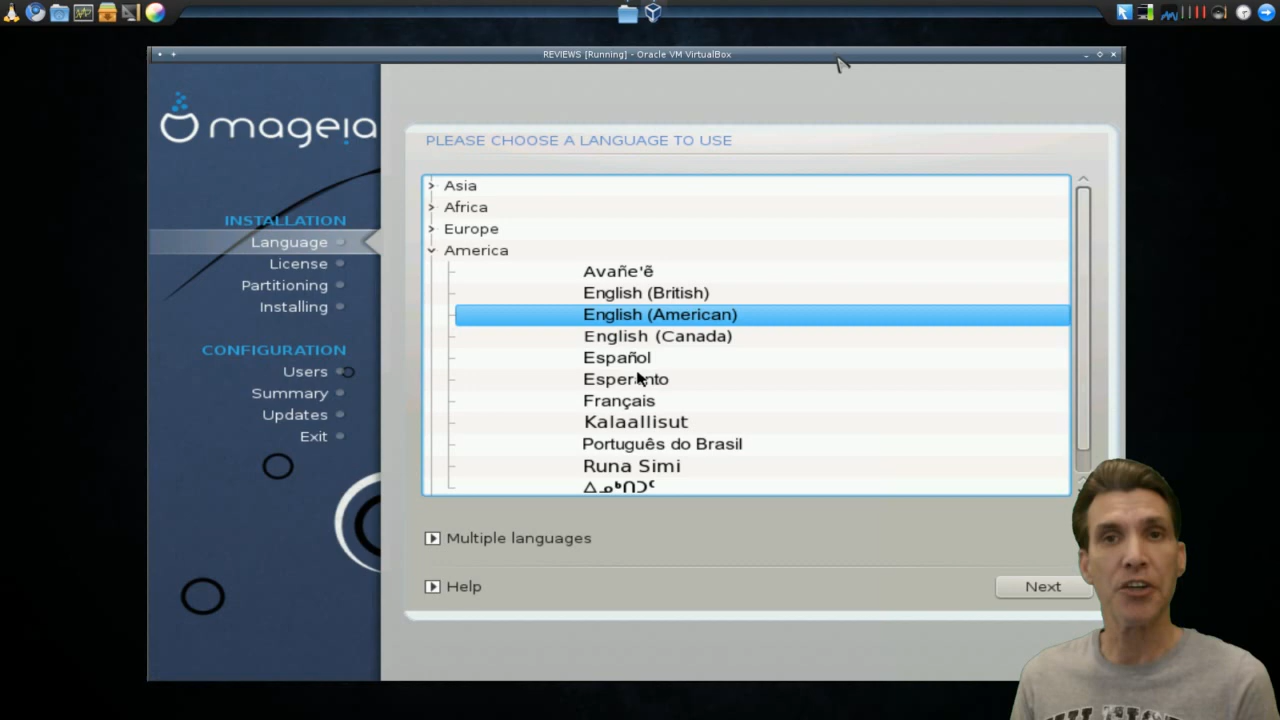 REVIEWS [Running] - Oracle VM VirtualBox
mageia
PLEASE CHOOSE A LANGUAGE TO USE
Asia
Africa
Europe
America
Avañe'ẽ
English (British)
English (American)
English (Canada)
Español
Esperanto
Français
Kalaallisut
Português do Brasil
Runa Simi
ᐃᓄᒃᑎᑐᑦ
INSTALLATION
Language
License
Partitioning
Installing
CONFIGURATION
Users
Summary
Updates
Exit
Multiple languages
Help
Next